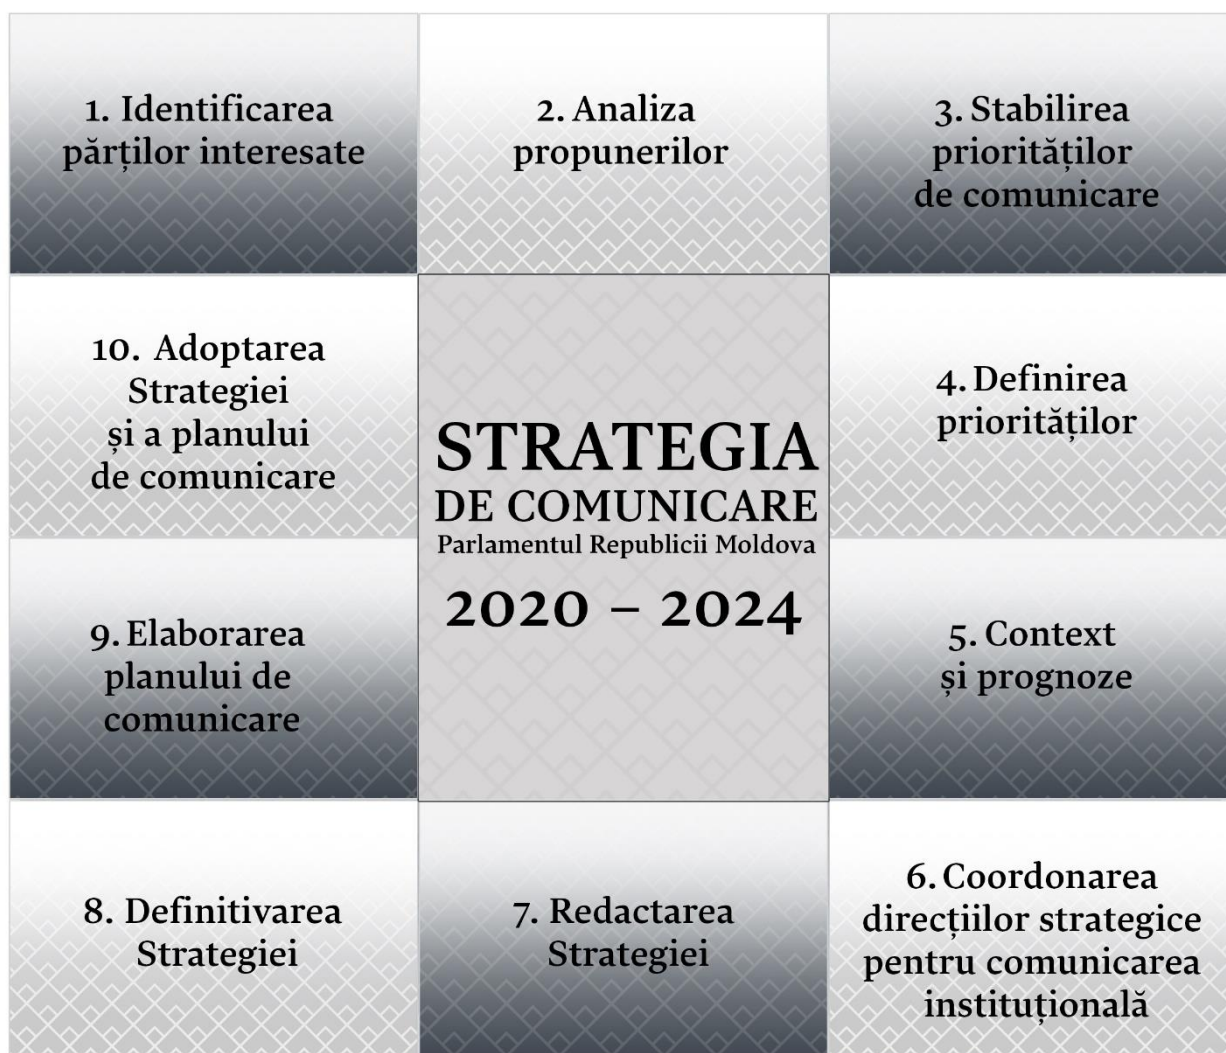 1. Identificarea
părților interesate
2. Analiza
propunerilor
3. Stabilirea
priorităților
de comunicare
10. Adoptarea
Strategiei
și a planului
de comunicare
STRATEGIA
DE COMUNICARE
Parlamentul Republicii Moldova
2020 – 2024
4. Definirea
priorităților
9. Elaborarea
planului de
comunicare
5. Context
și prognoze
8. Definitivarea
Strategiei
7. Redactarea
Strategiei
6. Coordonarea
direcțiilor strategice
pentru comunicarea
instituțională